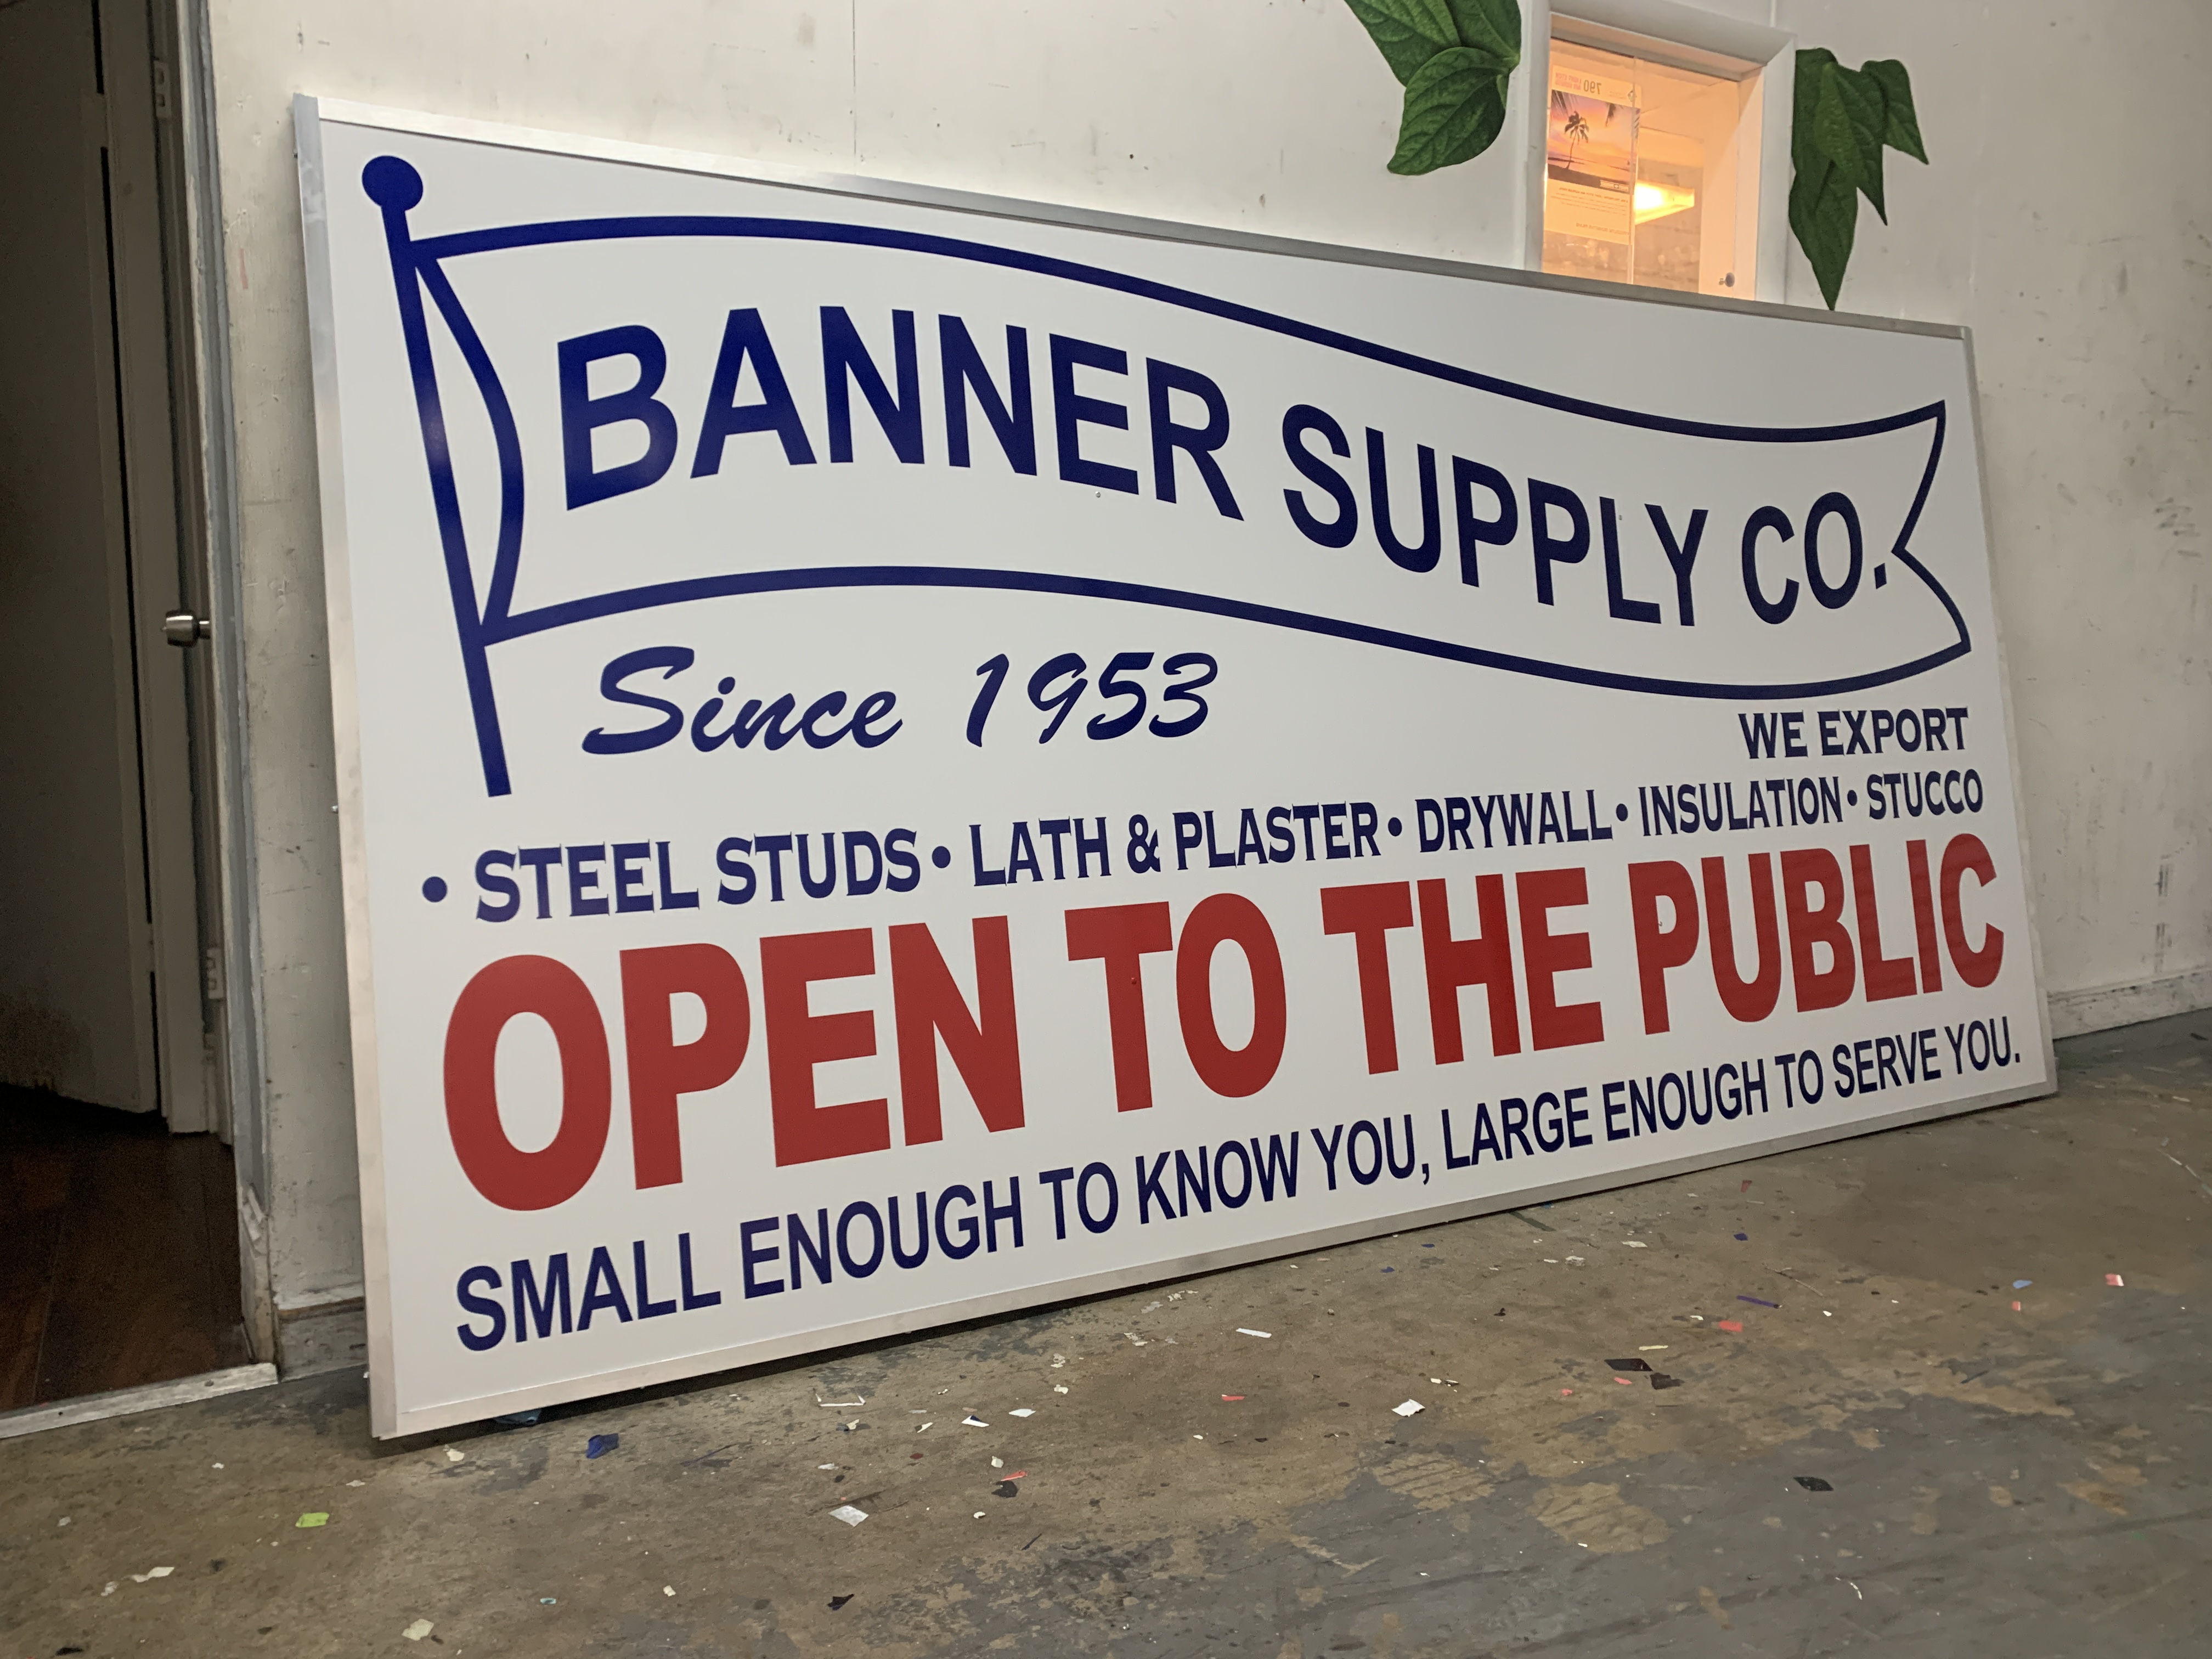 BANNER SUPPLY CO.
Since 1953
WE EXPORT
• STEEL STUDS • LATH & PLASTER • DRYWALL • INSULATION • STUCCO
OPEN TO THE PUBLIC
SMALL ENOUGH TO KNOW YOU, LARGE ENOUGH TO SERVE YOU.